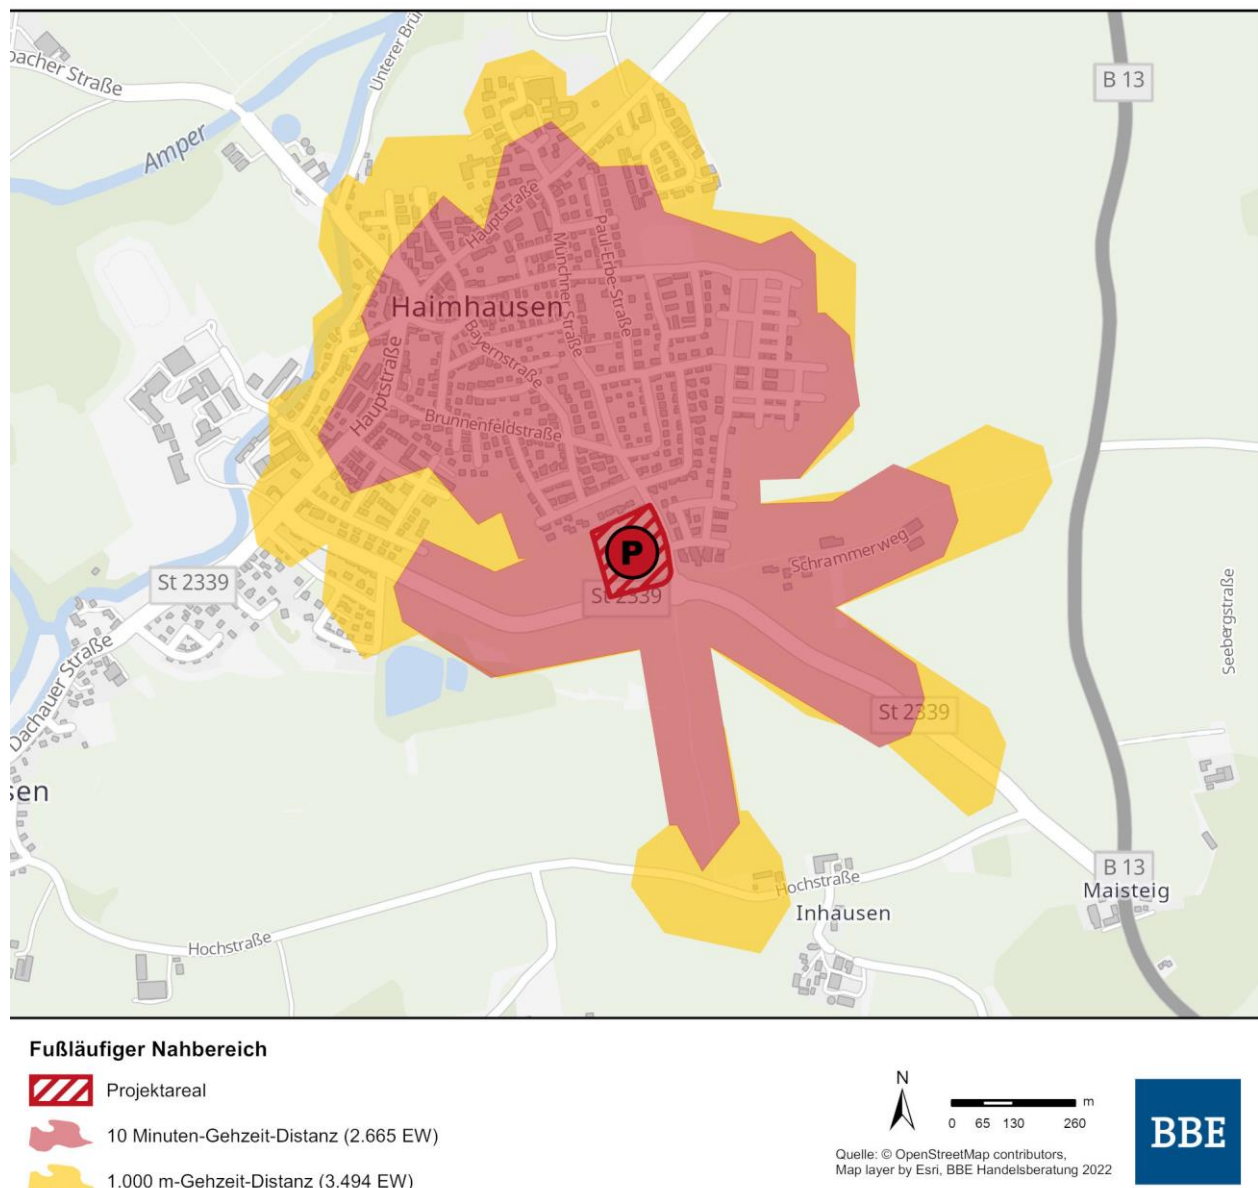 bacher Straße
Unterer Brü
B 13
Amper
Hauptstraße
Paul-Erbe-Straße
Münchner Straße
Haimhausen
Bayernstraße
Hauptstraße
Brunnenfeldstraße
P
Schrammerweg
St 2339
St 2339
Seebergstraße
Dachauer Straße
St 2339
sen
B 13
Hochstraße
Maisteig
Inhausen
Hochstraße
Fußläufiger Nahbereich
Projektareal
10 Minuten-Gehzeit-Distanz (2.665 EW)
1.000 m-Gehzeit-Distanz (3.494 EW)
N
m
0 65 130 260
Quelle: © OpenStreetMap contributors,
Map layer by Esri, BBE Handelsberatung 2022
BBE